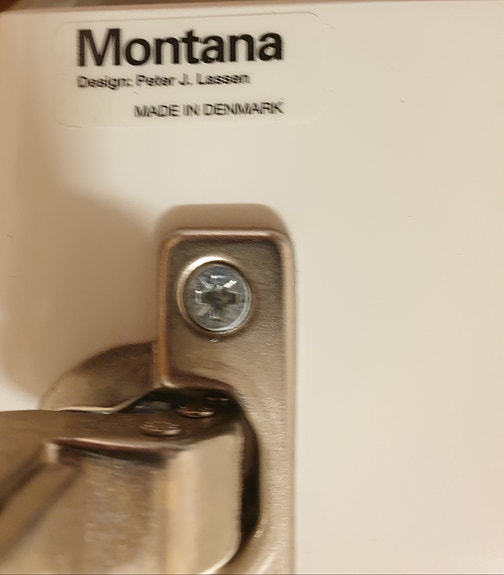 Montana
Design: Peter J. Lassen
MADE IN DENMARK